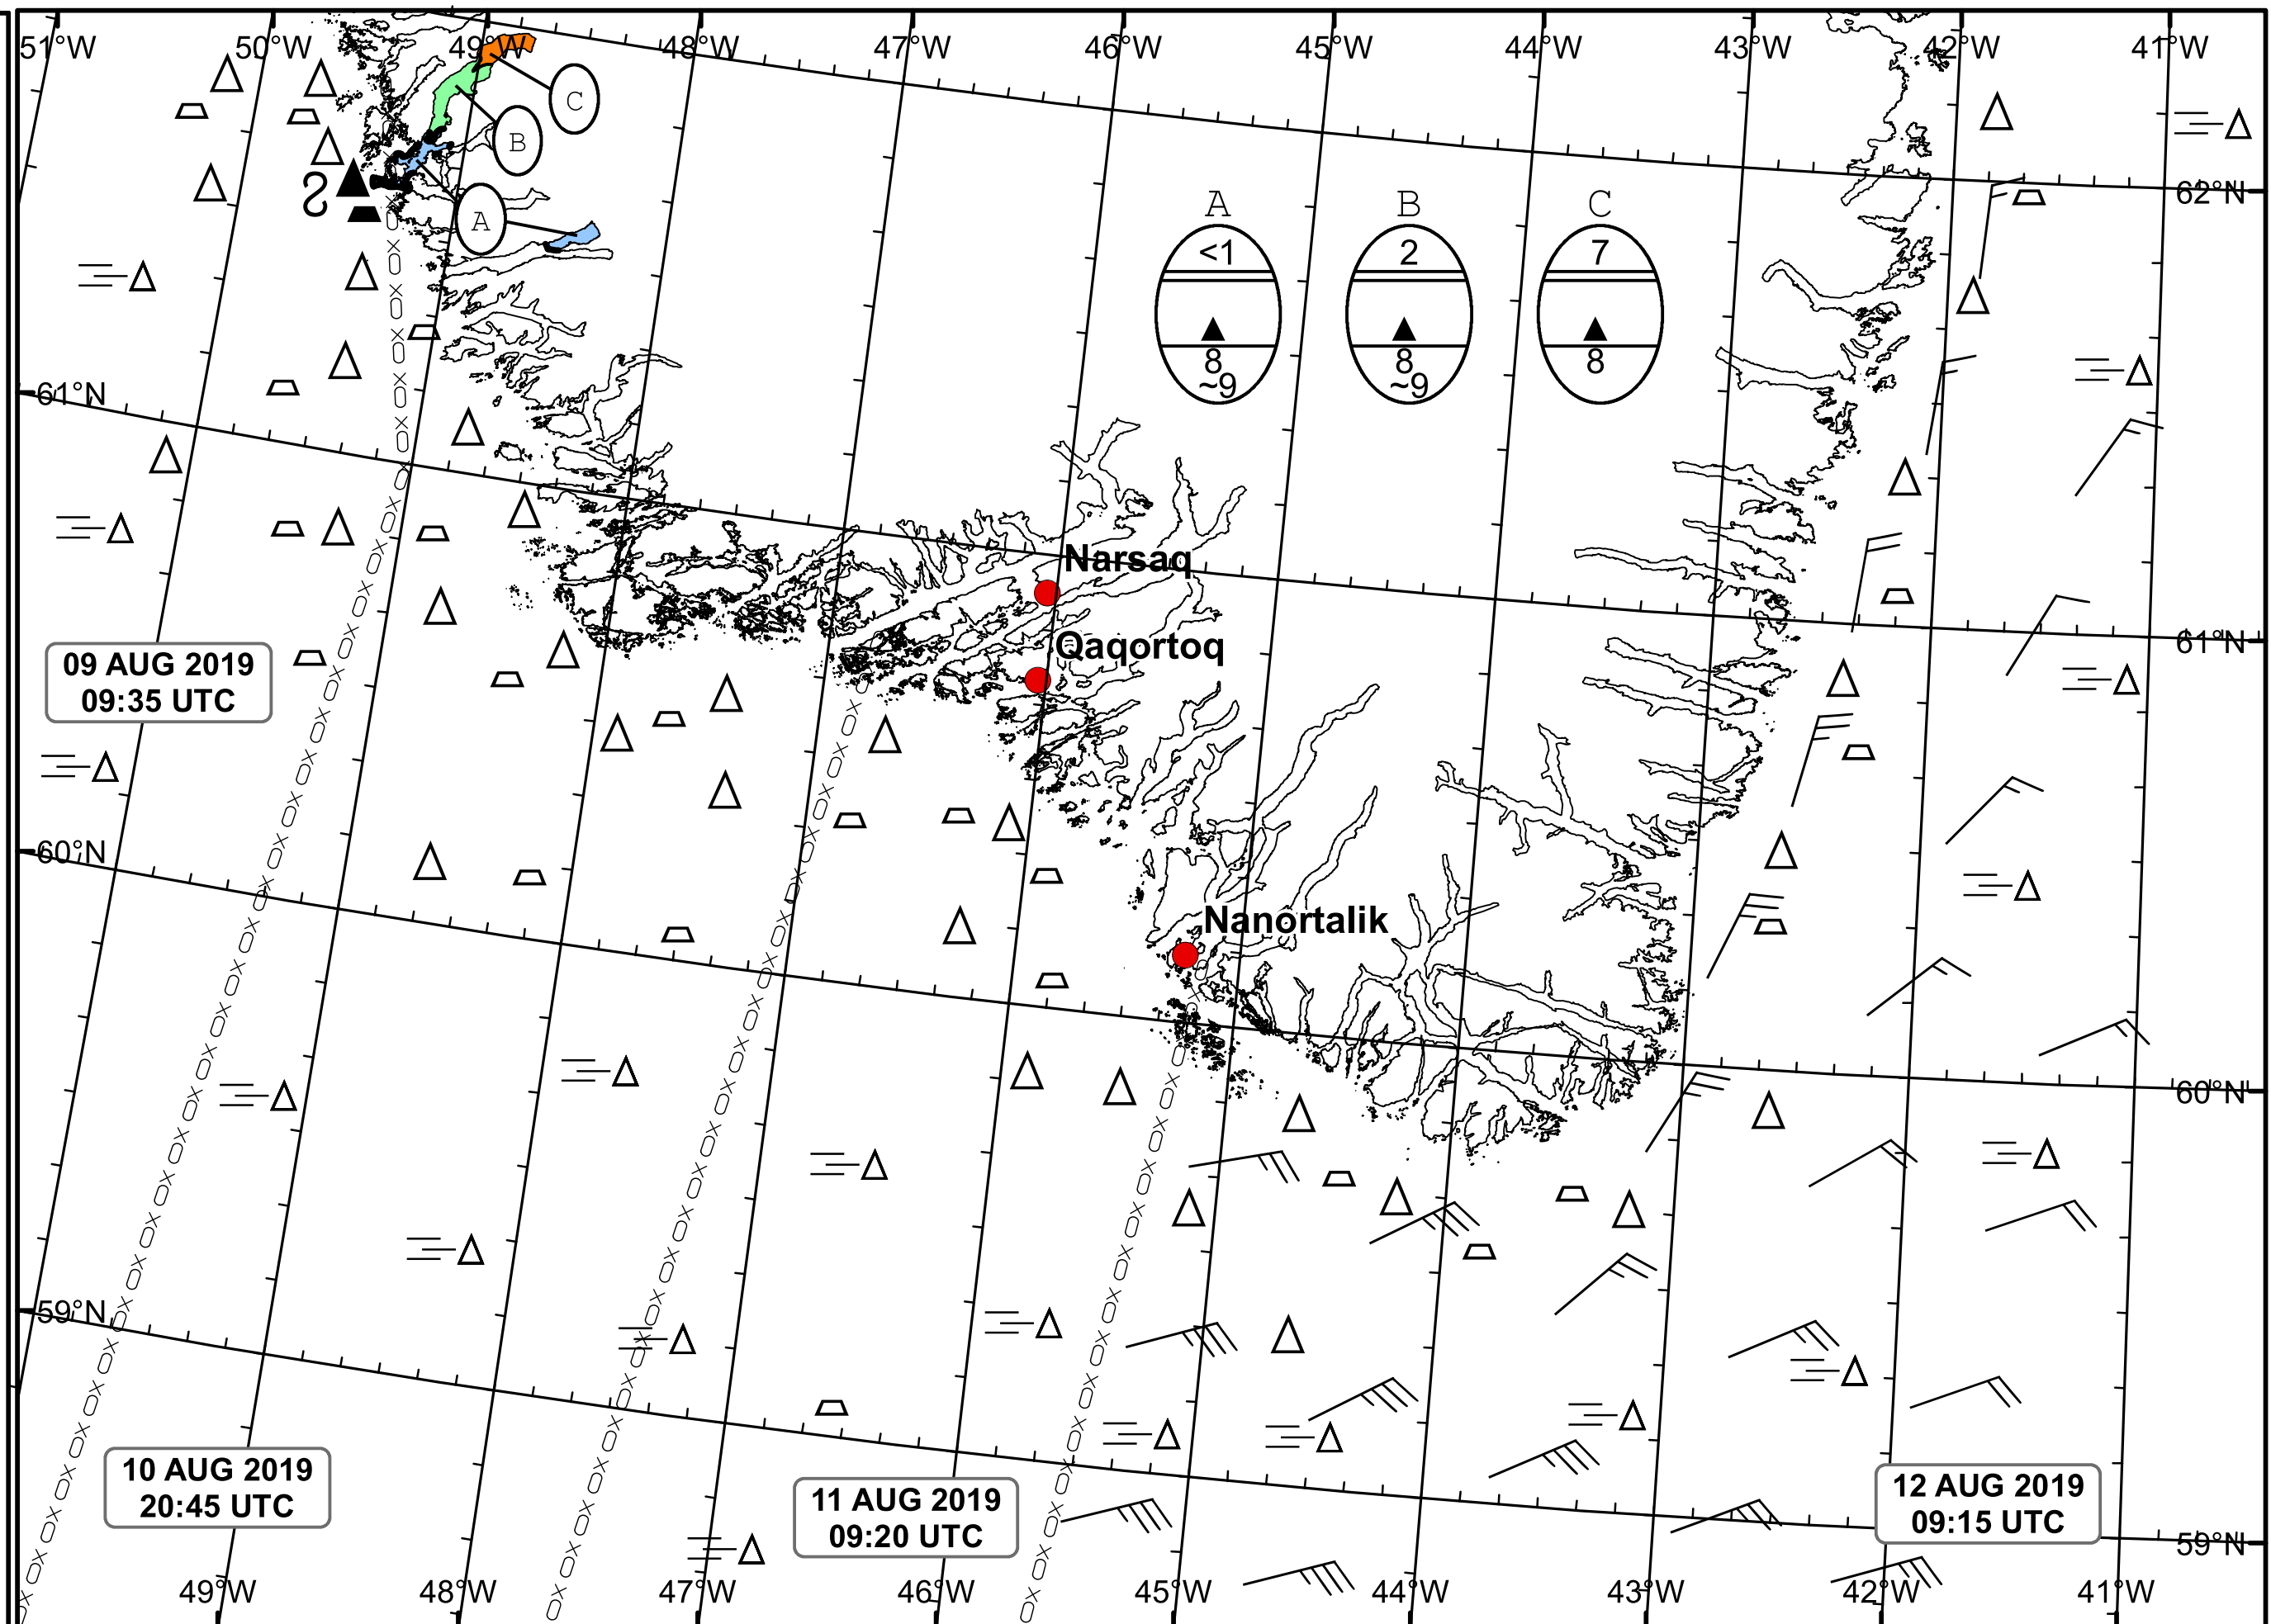 51°W 50°W 49°W 48°W 47°W 46°W 45°W 44°W 43°W 42°W 41°W
C
B
A
A B C
<1 2 7
8 8 8
~9 ~9
62°N
61°N
Narsaq
Qaqortoq
61°N
09 AUG 2019
09:35 UTC
60°N
Nanortalik
60°N
59°N
10 AUG 2019
20:45 UTC
11 AUG 2019
09:20 UTC
12 AUG 2019
09:15 UTC
59°N
49°W 48°W 47°W 46°W 45°W 44°W 43°W 42°W 41°W